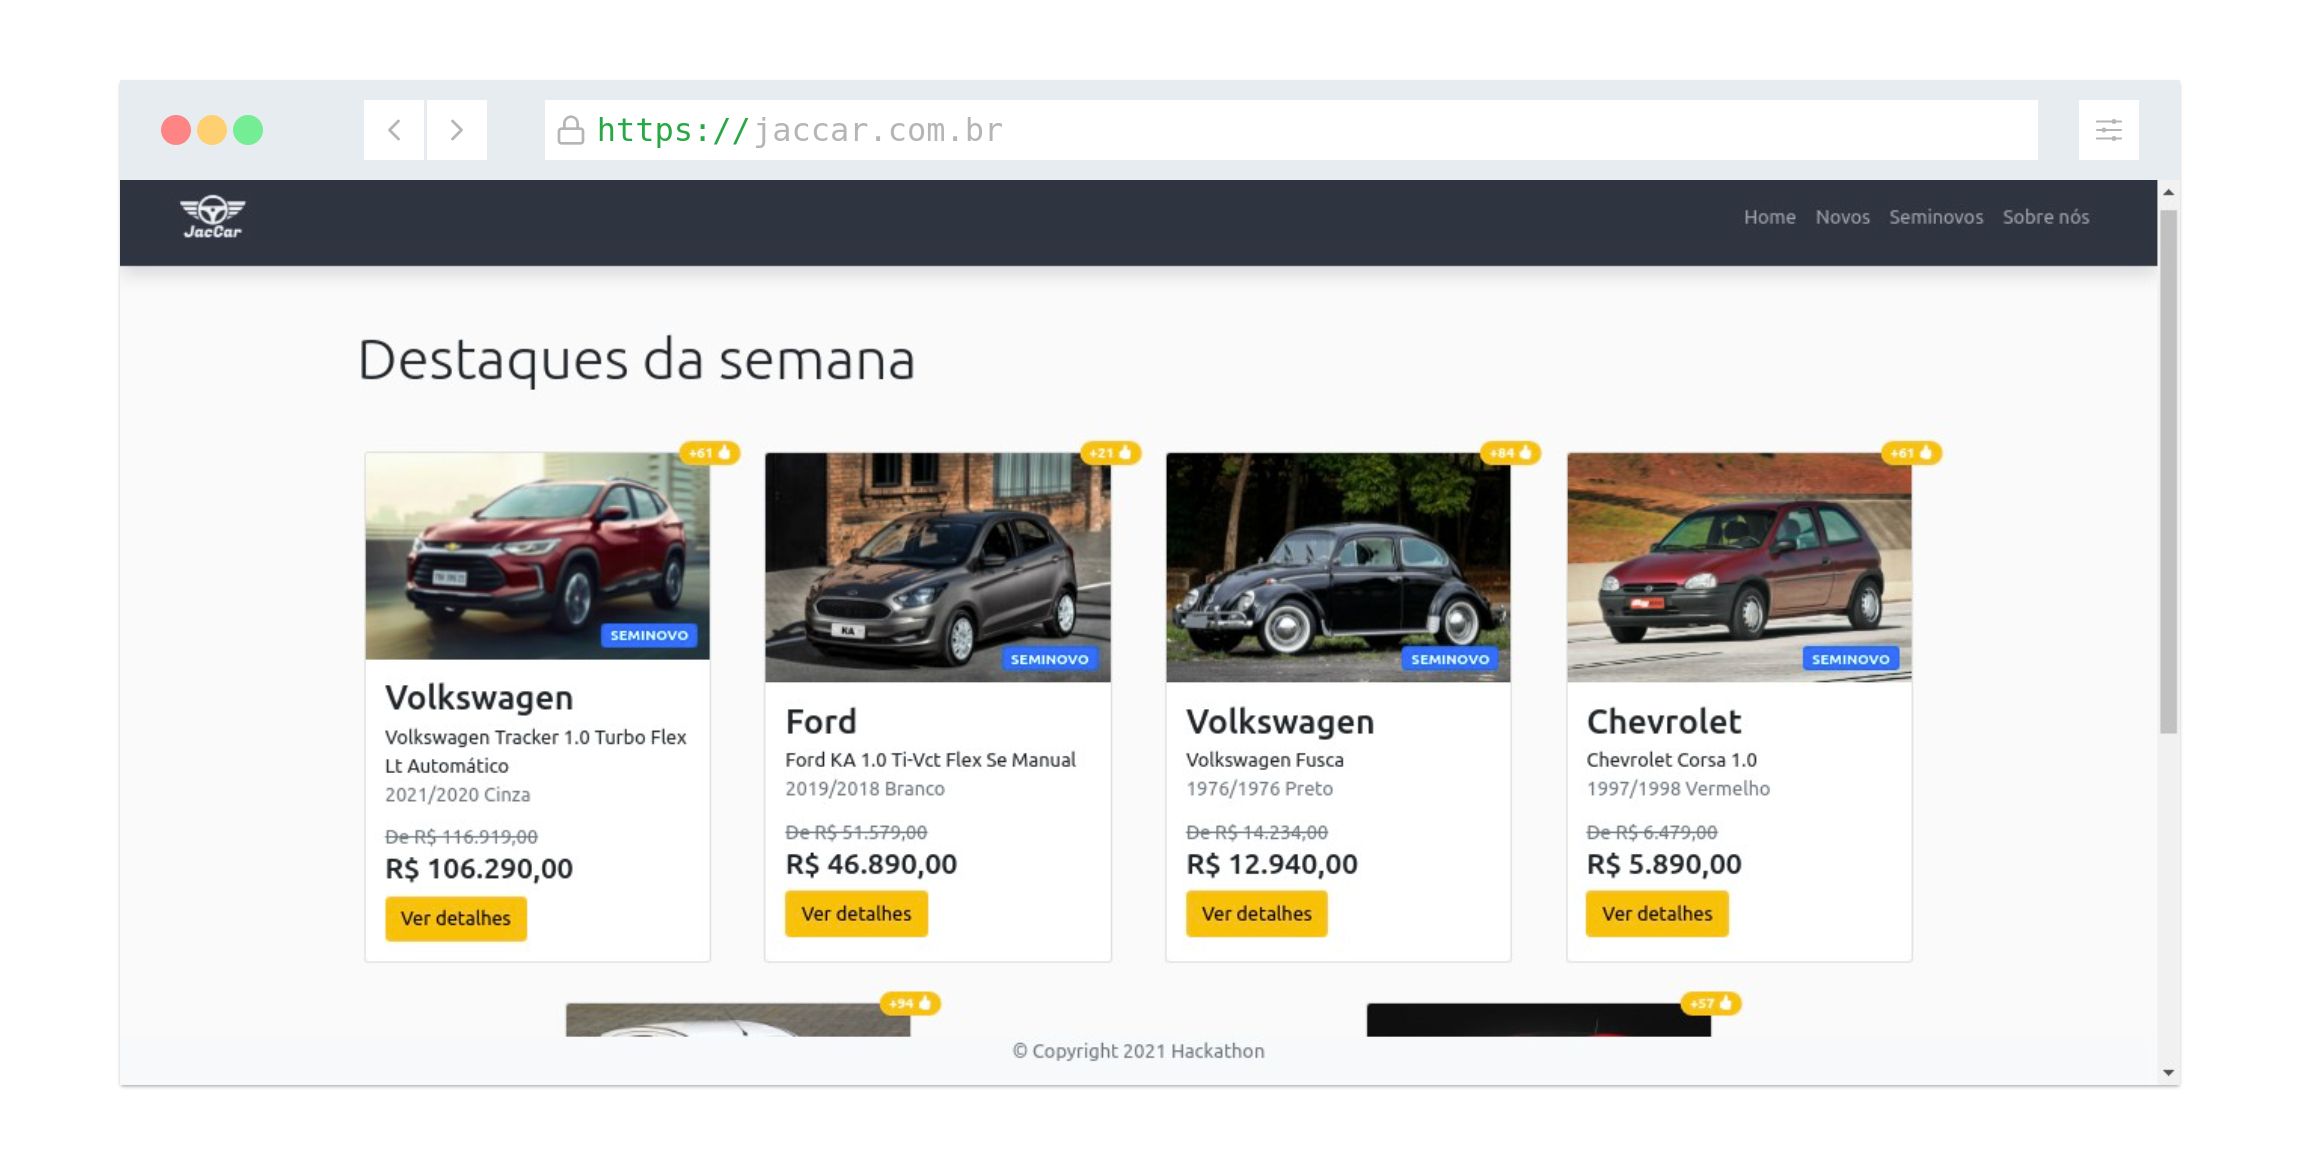 https://jaccar.com.br
JacCar
Home Novos Seminovos Sobre nós
Destaques da semana
+61
SEMINOVO
Volkswagen
Volkswagen Tracker 1.0 Turbo Flex
Lt Automático
2021/2020 Cinza
De R$ 116.919,00
R$ 106.290,00
Ver detalhes
+21
KA
SEMINOVO
Ford
Ford KA 1.0 Ti-Vct Flex Se Manual
2019/2018 Branco
De R$ 51.579,00
R$ 46.890,00
Ver detalhes
+84
SEMINOVO
Volkswagen
Volkswagen Fusca
1976/1976 Preto
De R$ 14.234,00
R$ 12.940,00
Ver detalhes
+61
SEMINOVO
Chevrolet
Chevrolet Corsa 1.0
1997/1998 Vermelho
De R$ 6.479,00
R$ 5.890,00
Ver detalhes
+94
+57
© Copyright 2021 Hackathon